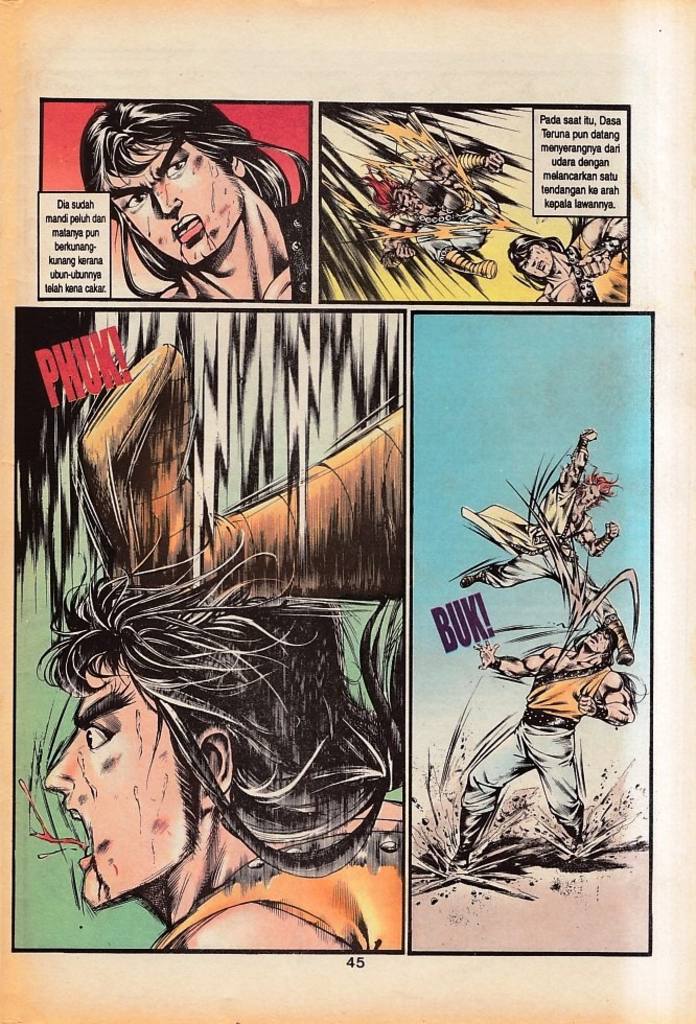 Dia sudah
mandi peluh dan
matanya pun
berkunang-
kunang kerana
ubun-ubunnya
telah kena cakar.
Pada saat itu, Dasa
Teruna pun datang
menyerangnya dari
udara dengan
melancarkan satu
tendangan ke arah
kepala lawannya.
PHUK!
BUK!
45